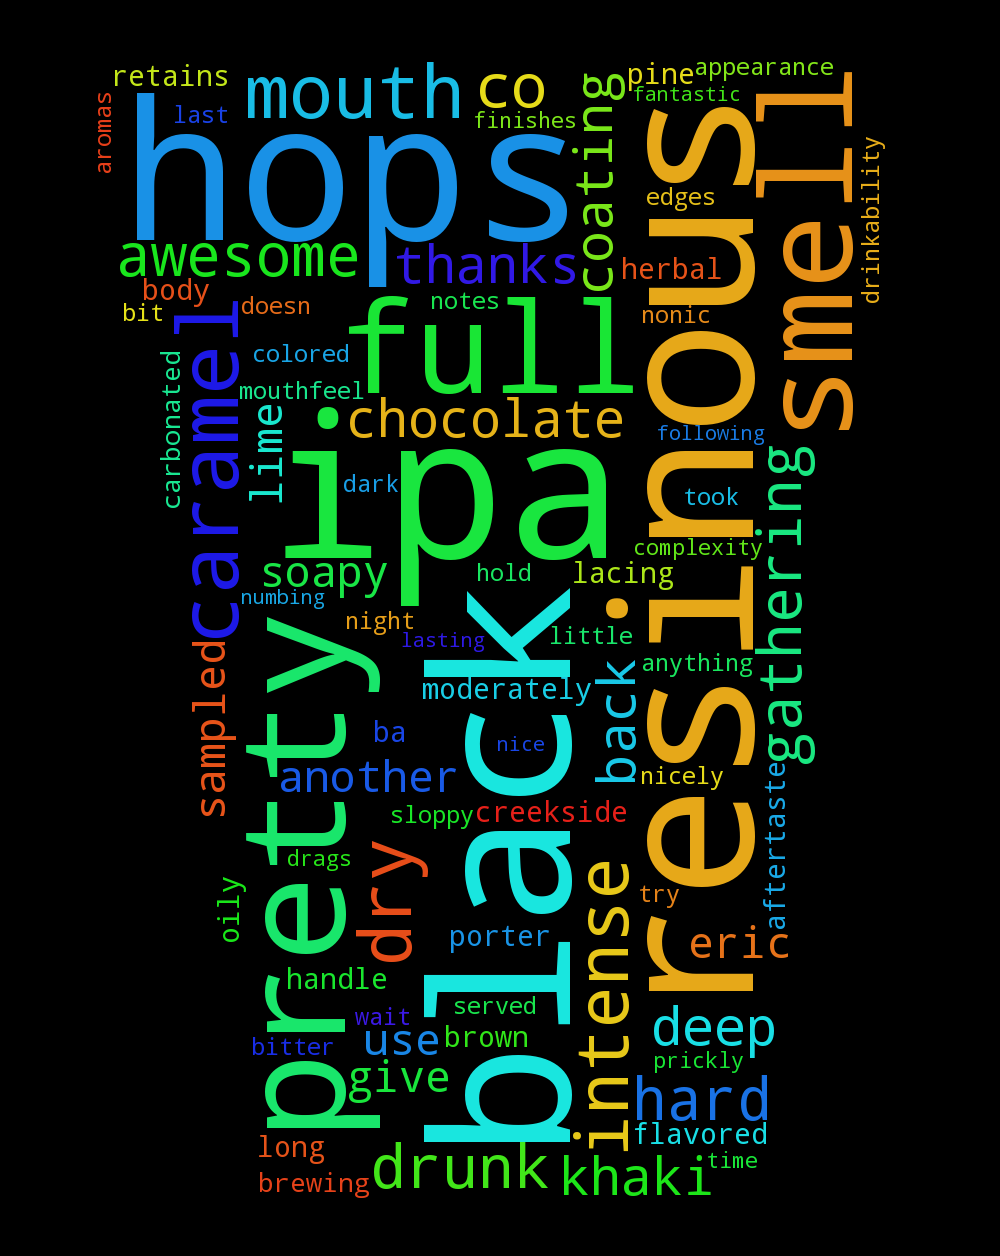 retains
mouth
co
pine
appearance
fantastic
aromas
last
finishes
hops
coating
resinous
smell
drinkability
edges
awesome
thanks
herbal
body
bit
doesn
notes
nonic
caramel
full
colored
mouthfeel
carbonated
lime
chocolate
following
ipa
dark
took
gathering
complexity
soapy
hold
lacing
numbing
night
lasting
little
pretty
black
sampled
moderately
back
anything
ba
nice
another
nicely
aftertaste
sloppy
creekside
drags
dry
intense
try
oily
porter
eric
handle
served
wait
deep
bitter
use
brown
prickly
give
hard
long
flavored
drunk
khaki
time
brewing